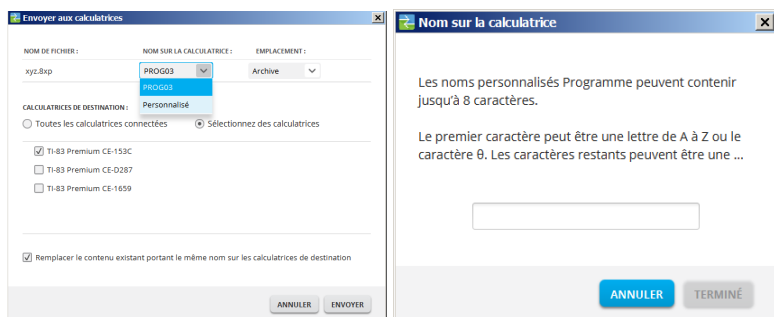 Envoyer aux calculatrices
NOM DE FICHIER :
NOM SUR LA CALCULATRICE :
EMPLACEMENT :
xyz.8xp
PROG03
Archive
PROG03
Personnalisé
CALCULATRICES DE DESTINATION :
Toutes les calculatrices connectées
Sélectionnez des calculatrices
TI-83 Premium CE-153C
TI-83 Premium CE-D287
TI-83 Premium CE-1659
Remplacer le contenu existant portant le même nom sur les calculatrices de destination
ANNULER
ENVOYER
Nom sur la calculatrice
Les noms personnalisés Programme peuvent contenir
jusqu'à 8 caractères.
Le premier caractère peut être une lettre de A à Z ou le
caractère θ. Les caractères restants peuvent être une ...
ANNULER
TERMINÉ